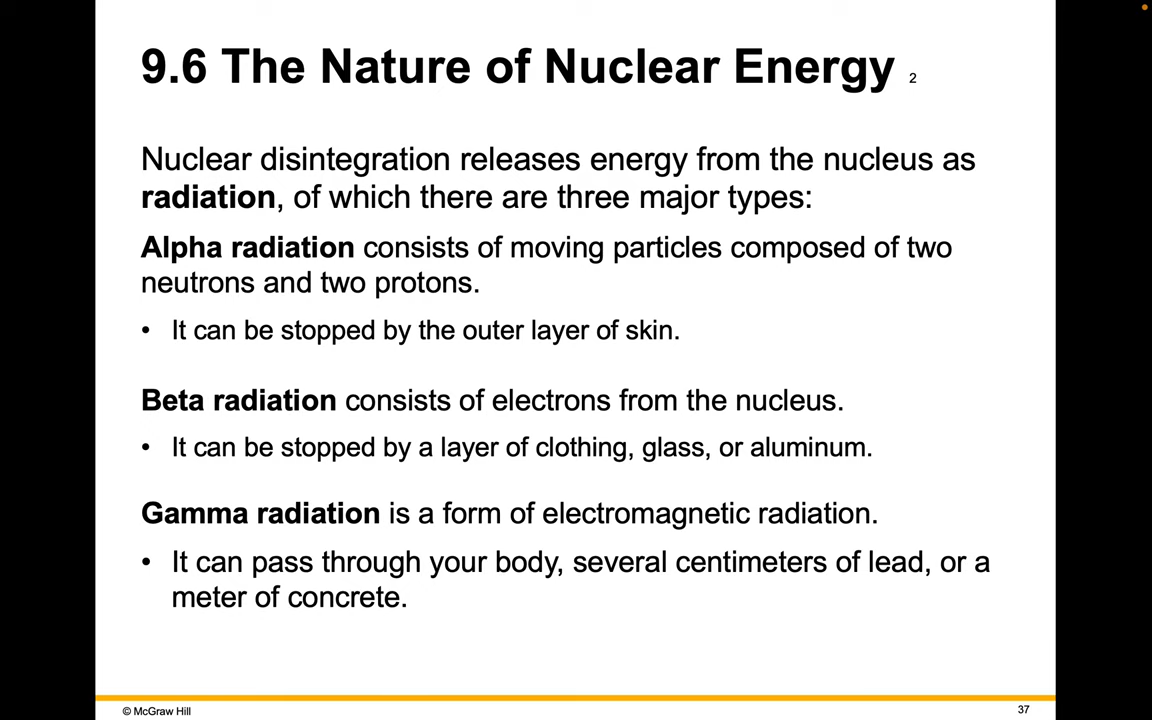 9.6 The Nature of Nuclear Energy 2
Nuclear disintegration releases energy from the nucleus as
radiation, of which there are three major types:
Alpha radiation consists of moving particles composed of two
neutrons and two protons.
• It can be stopped by the outer layer of skin.
Beta radiation consists of electrons from the nucleus.
• It can be stopped by a layer of clothing, glass, or aluminum.
Gamma radiation is a form of electromagnetic radiation.
• It can pass through your body, several centimeters of lead, or a
meter of concrete.
© McGraw Hill
37